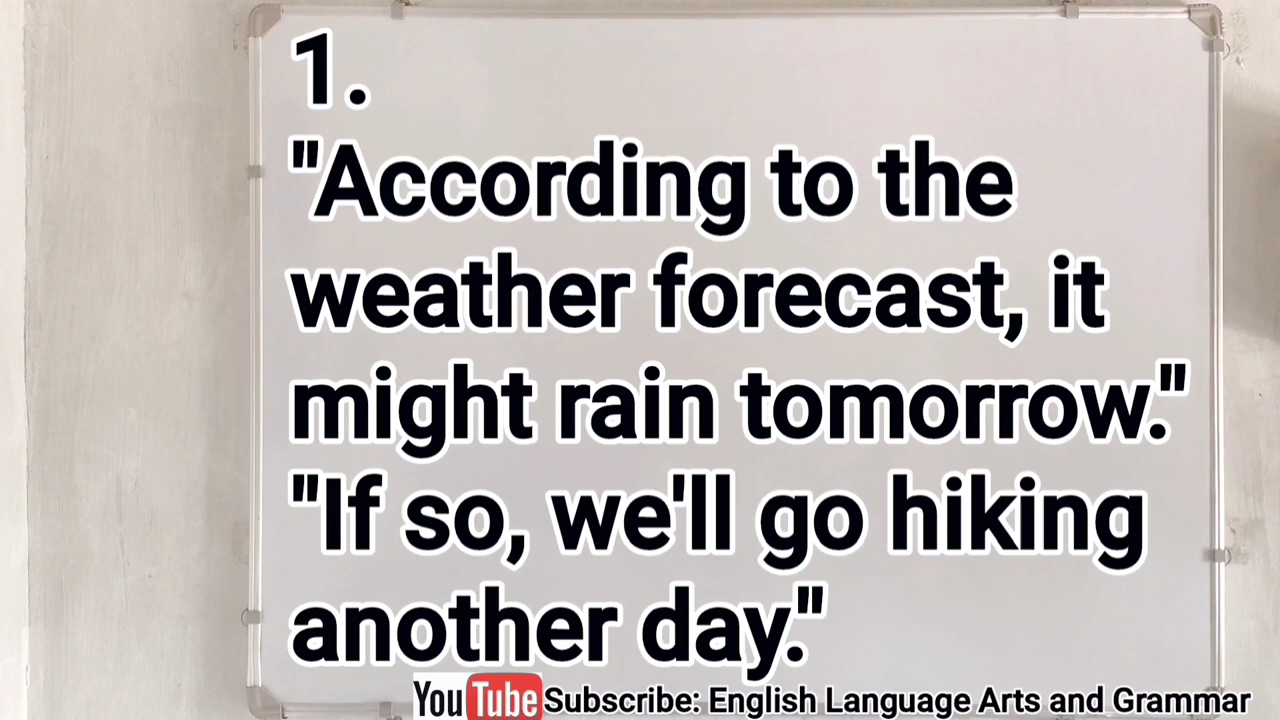 1.
"According to the
weather forecast, it
might rain tomorrow."
"If so, we'll go hiking
another day."
YouTube Subscribe: English Language Arts and Grammar